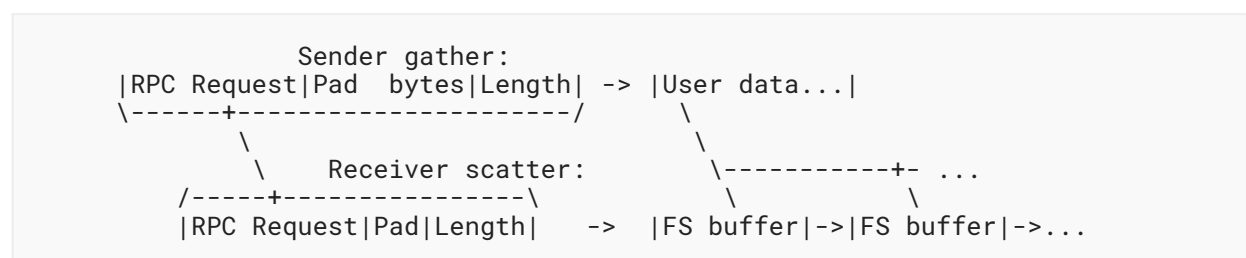 Sender gather:
    |RPC Request|Pad  bytes|Length| -> |User data...|
    \------+----------------------/      \
            \                             \
             \    Receiver scatter:        \-----------+- ...
        /-----+----------------\            \           \
        |RPC Request|Pad|Length|   ->  |FS buffer|->|FS buffer|->...